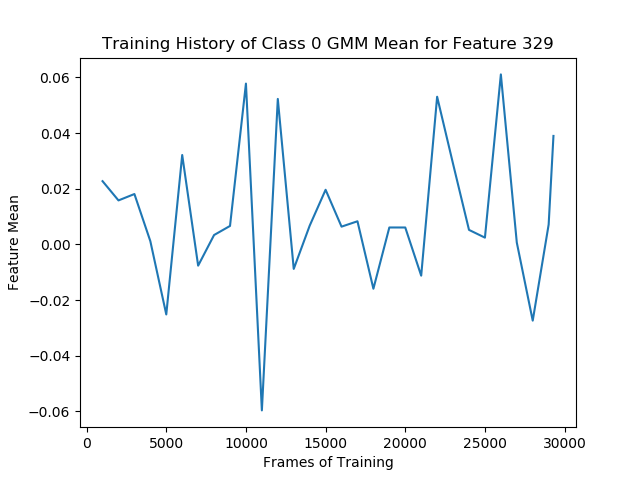 Training History of Class 0 GMM Mean for Feature 329
0.06
0.04
0.02
0.00
−0.02
−0.04
−0.06
Feature Mean
0 5000 10000 15000 20000 25000 30000
Frames of Training